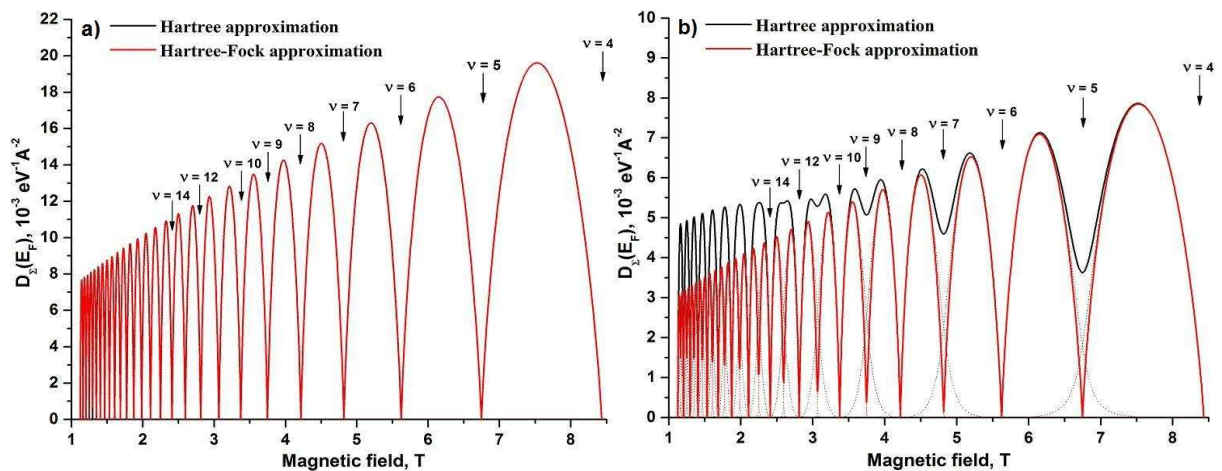 a)
Hartree approximation
Hartree-Fock approximation
D_Σ(E_F), 10^-3 eV^-1A^-2
22
20
18
16
14
12
10
8
6
4
2
0
ν = 14
ν = 12
ν = 10
ν = 9
ν = 8
ν = 7
ν = 6
ν = 5
ν = 4
1 2 3 4 5 6 7 8
Magnetic field, T
b)
Hartree approximation
Hartree-Fock approximation
D_Σ(E_F), 10^-3 eV^-1A^-2
10
9
8
7
6
5
4
3
2
1
0
ν = 14
ν = 12
ν = 10
ν = 9
ν = 8
ν = 7
ν = 6
ν = 5
ν = 4
1 2 3 4 5 6 7 8
Magnetic field, T